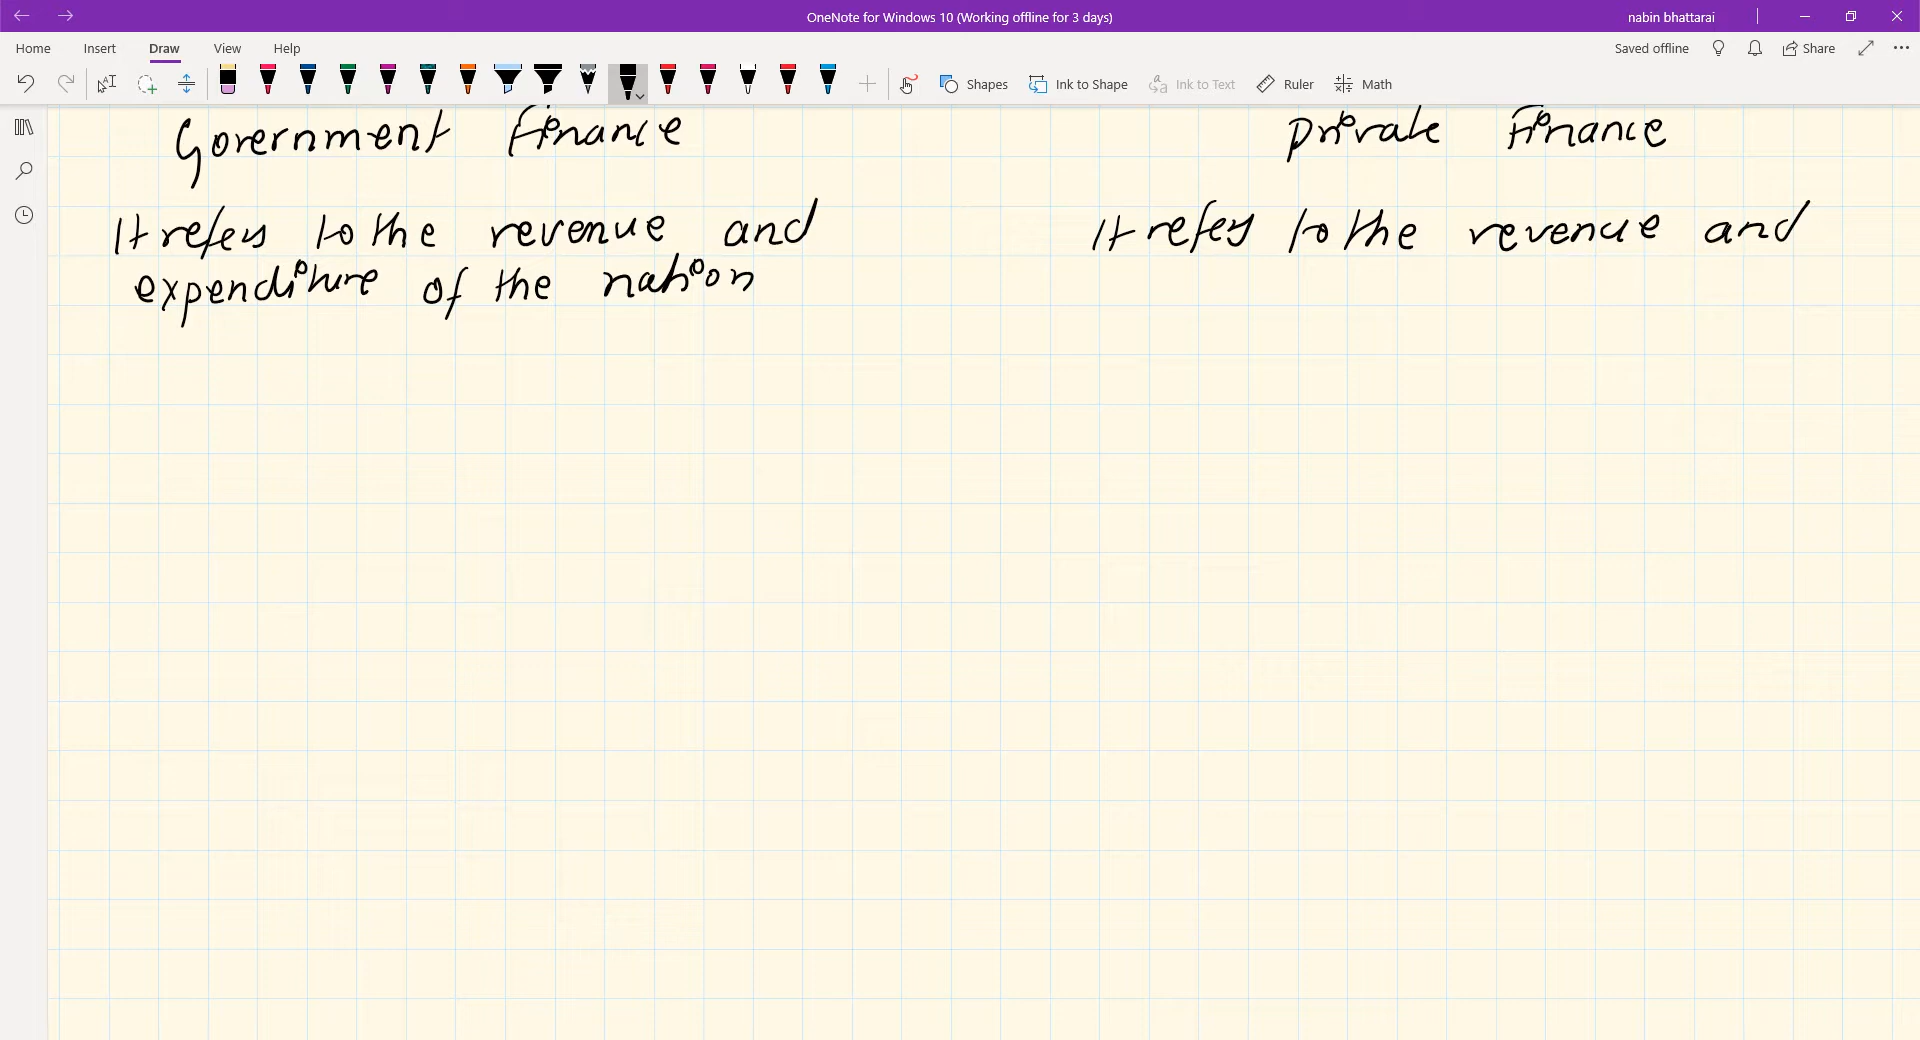 OneNote for Windows 10 (Working offline for 3 days)
nabin bhattarai
Home Insert Draw View Help
Saved offline Share
Shapes Ink to Shape Ink to Text Ruler Math
Government Finance
Private Finance
It refers to the revenue and
expenditure of the nation
It refers to the revenue and